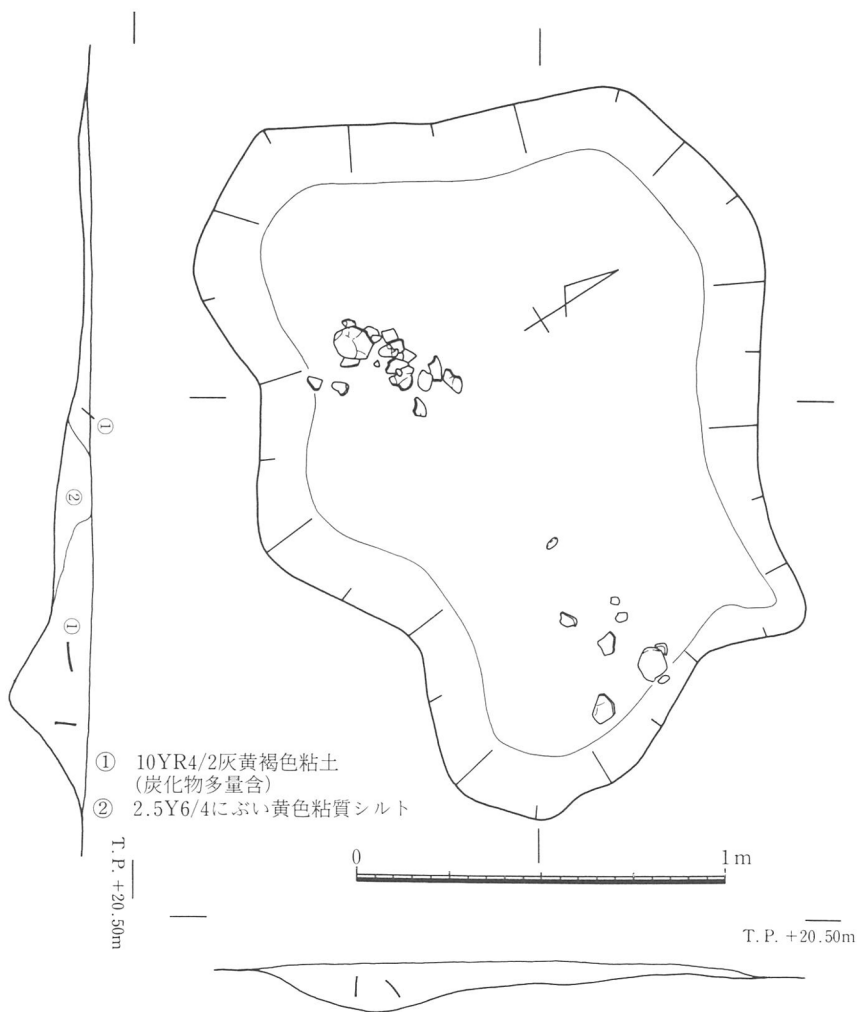 ①
②
①
① 10YR4/2灰黄褐色粘土
(炭化物多量含)
② 2.5Y6/4にぶい黄色粘質シルト
T.P. +20.50m
0 1m
T.P. +20.50m